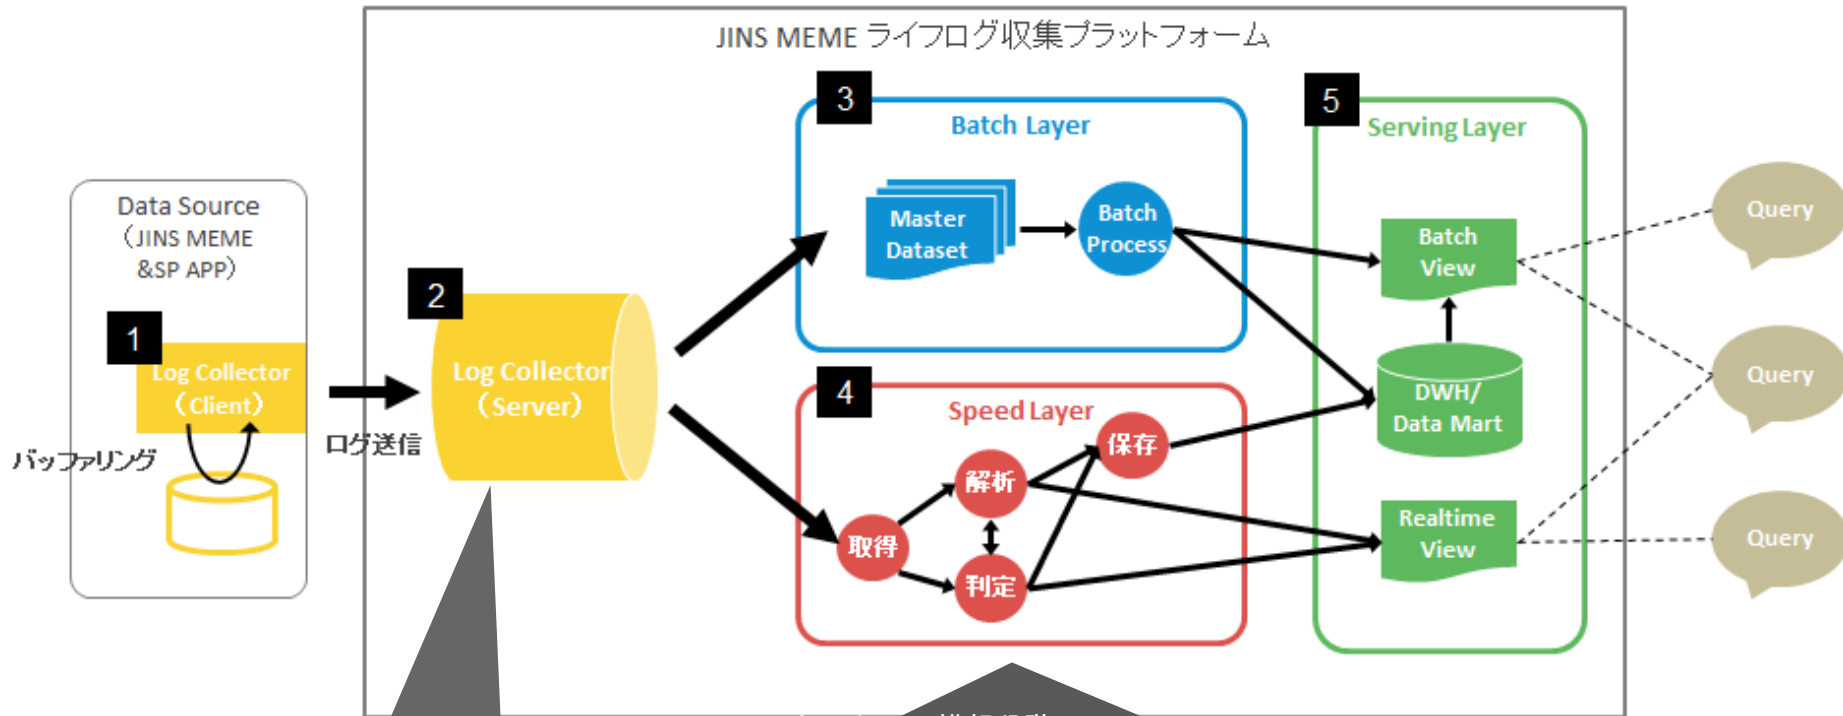 JINS MEME ライフログ収集プラットフォーム
Data Source
（JINS MEME
&SP APP）
1
Log Collector
（Client）
バッファリング
ログ送信
2
Log Collector
（Server）
3
Batch Layer
Master
Dataset
Batch
Process
4
Speed Layer
取得
解析
判定
保存
5
Serving Layer
Batch
View
DWH/
Data Mart
Realtime
View
Query
Query
Query